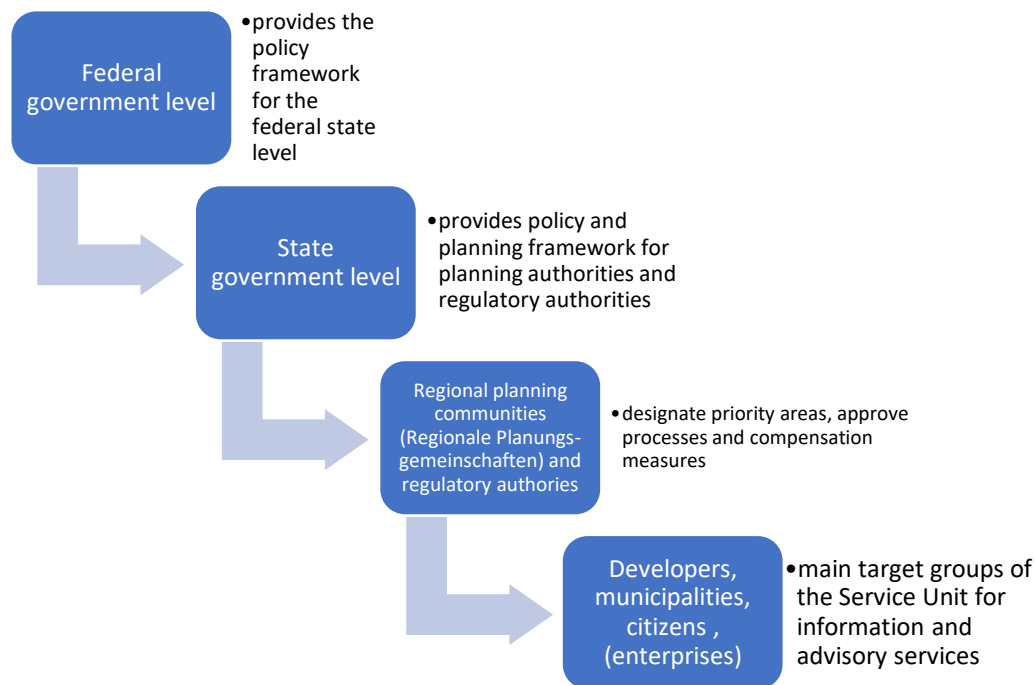 Federal
government level
•provides the
policy
framework
for the
federal state
level
State
government level
•provides policy and
planning framework for
planning authorities and
regulatory authorities
Regional planning
communities
(Regionale Planungs-
gemeinschaften) and
regulatory authories
•designate priority areas, approve
processes and compensation
measures
Developers,
municipalities,
citizens ,
(enterprises)
•main target groups of
the Service Unit for
information and
advisory services